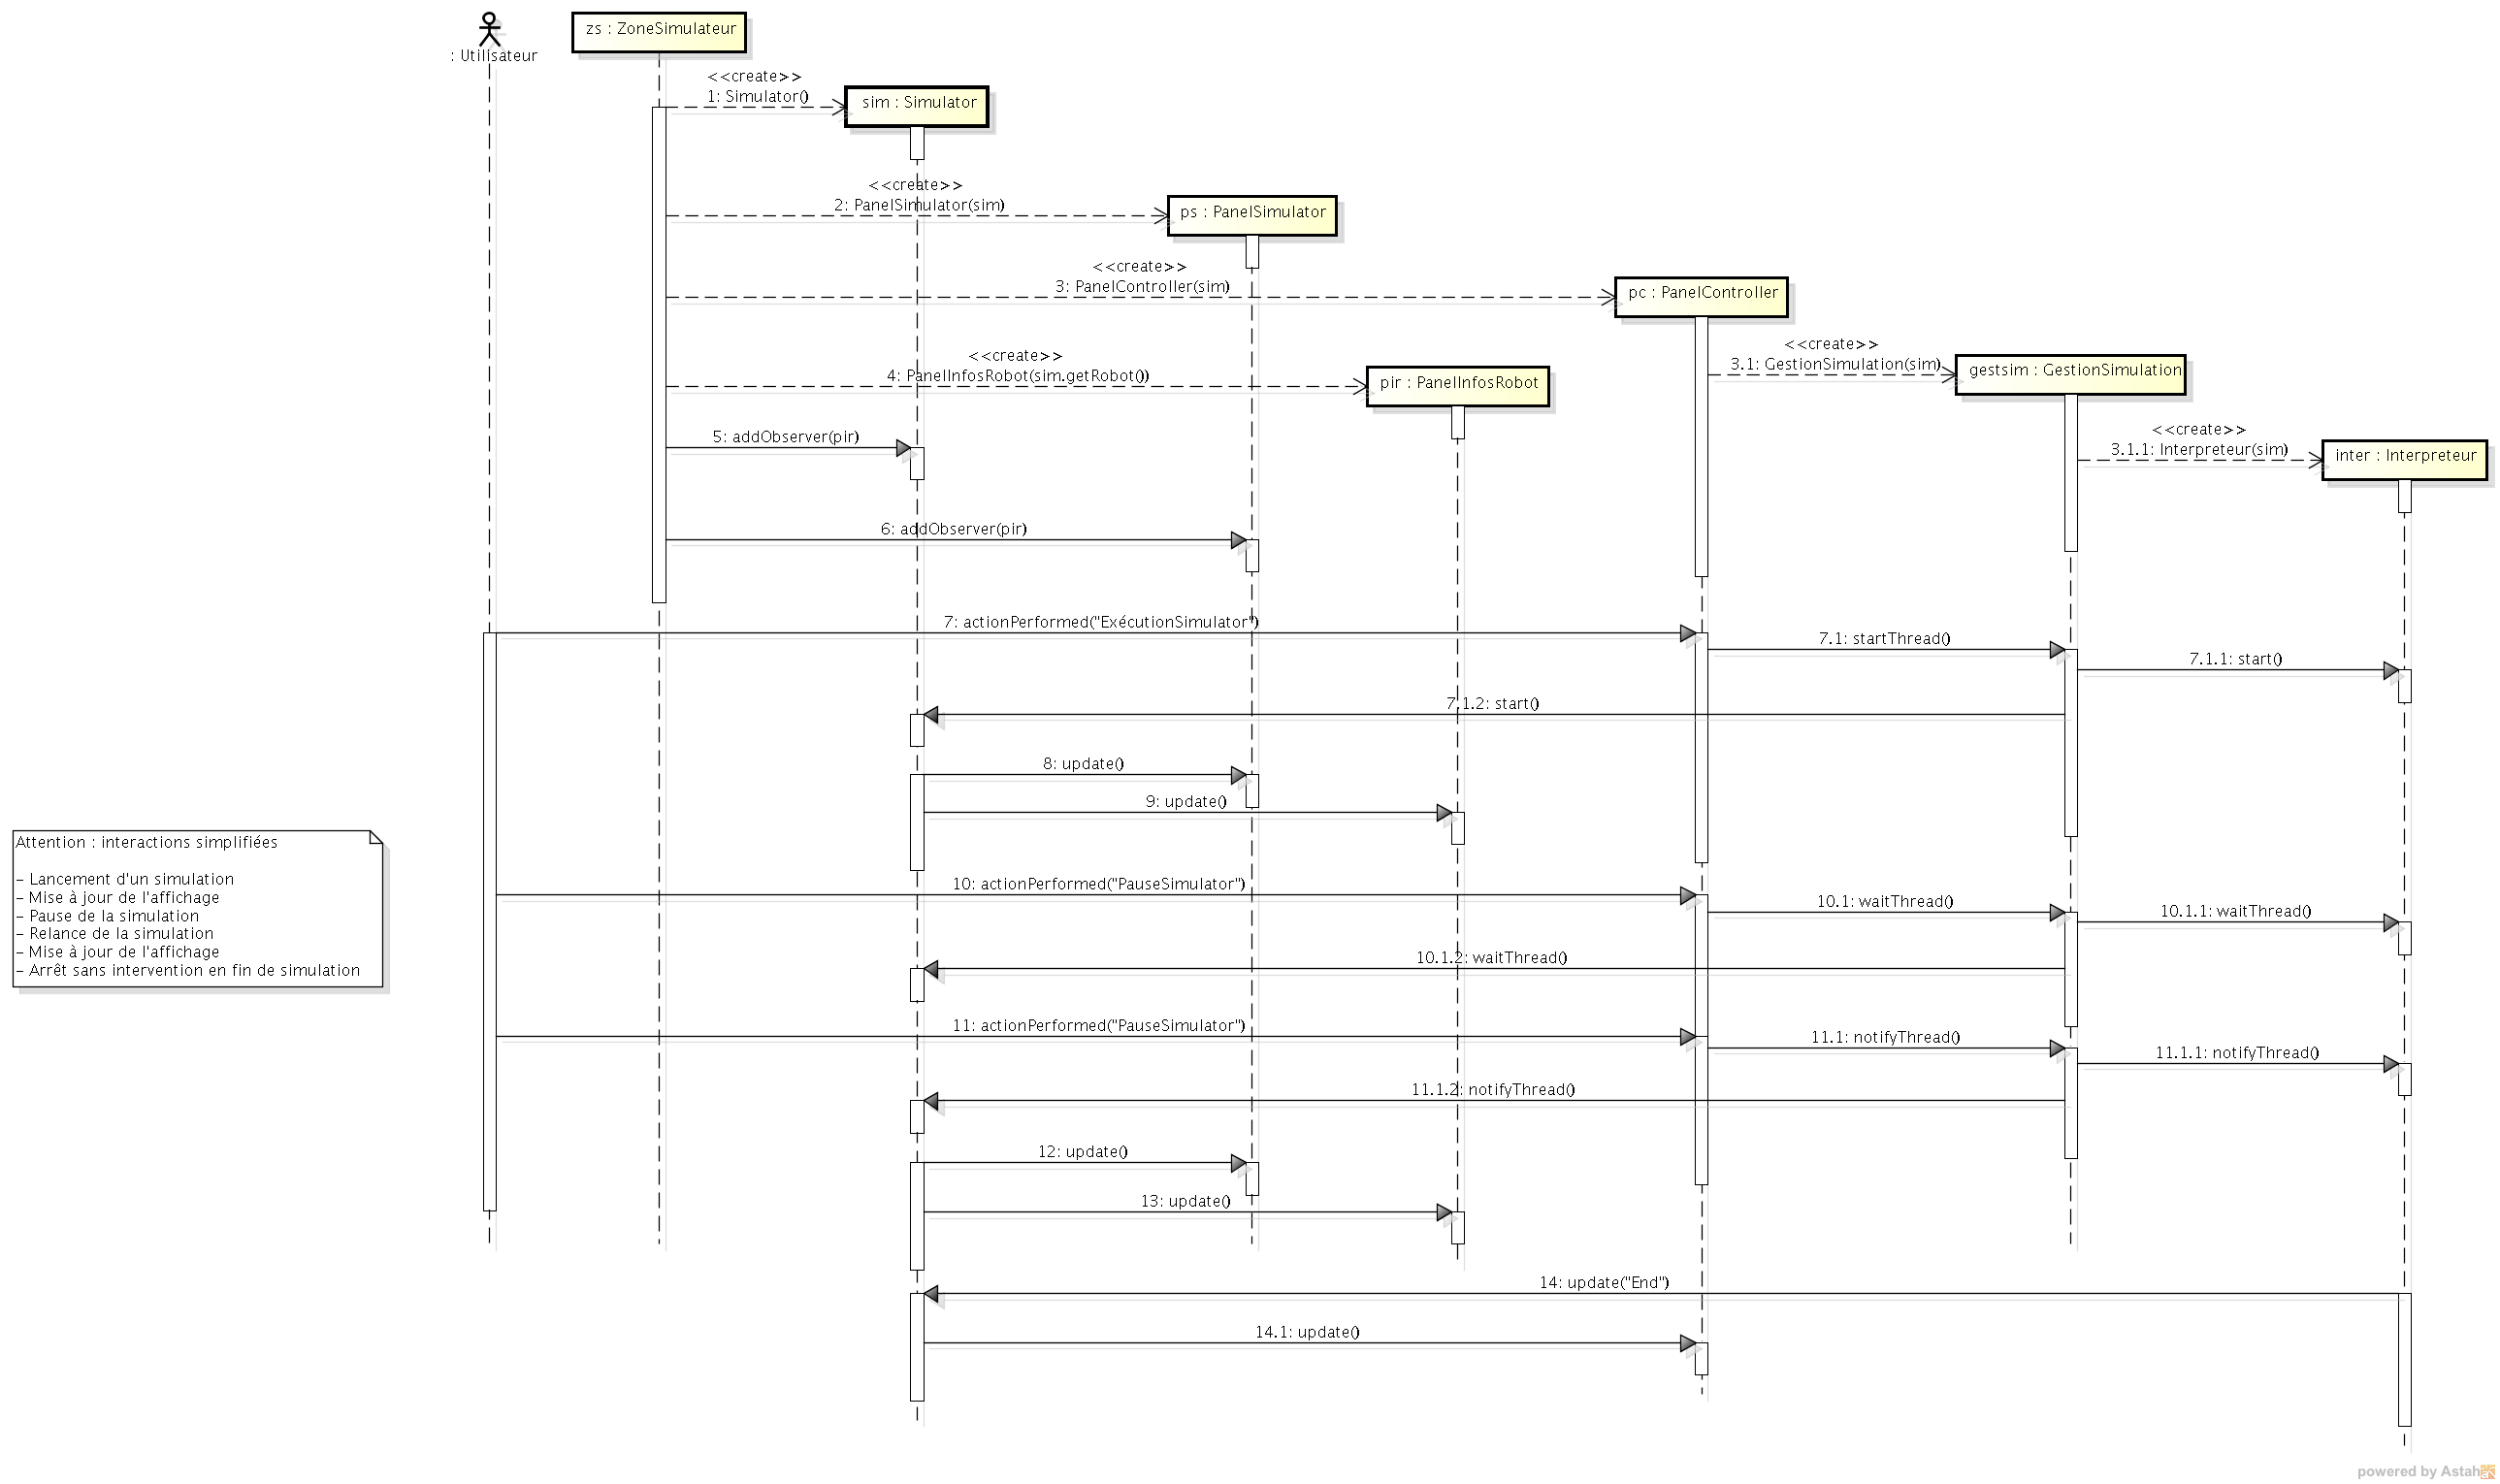 : Utilisateur
zs : ZoneSimulateur
<<create>>
1: Simulator()
sim : Simulator
<<create>>
2: PanelSimulator(sim)
ps : PanelSimulator
<<create>>
3: PanelController(sim)
pc : PanelController
<<create>>
3.1: GestionSimulation(sim)
gestsim : GestionSimulation
<<create>>
4: PanelInfosRobot(sim.getRobot())
pir : PanelInfosRobot
<<create>>
3.1.1: Interpreteur(sim)
inter : Interpreteur
5: addObserver(pir)
6: addObserver(pir)
7: actionPerformed("ExécutionSimulator")
7.1: startThread()
7.1.1: start()
7.1.2: start()
8: update()
9: update()
Attention : interactions simplifiées
- Lancement d'un simulation
- Mise à jour de l'affichage
- Pause de la simulation
- Relance de la simulation
- Mise à jour de l'affichage
- Arrêt sans intervention en fin de simulation
10: actionPerformed("PauseSimulator")
10.1: waitThread()
10.1.1: waitThread()
10.1.2: waitThread()
11: actionPerformed("PauseSimulator")
11.1: notifyThread()
11.1.1: notifyThread()
11.1.2: notifyThread()
12: update()
13: update()
14: update("End")
14.1: update()
powered by Astah